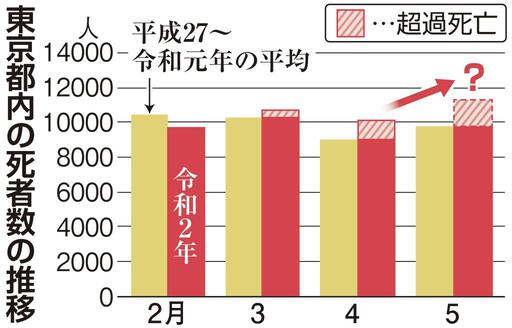 東京都内の死者数の推移
人
平成27〜
令和元年の平均
…超過死亡
14000
12000
10000
8000
6000
4000
2000
0
?
令和2年
2月
3
4
5